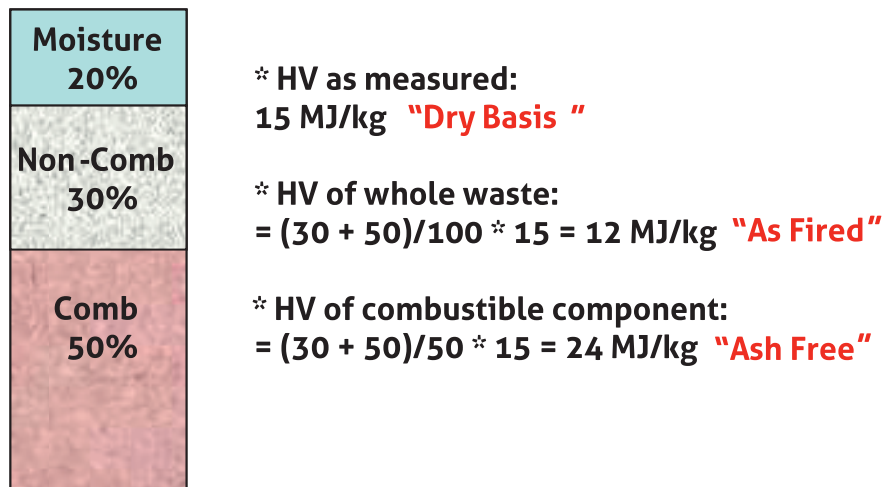 Moisture
20%
Non-Comb
30%
Comb
50%
* HV as measured:
15 MJ/kg “Dry Basis ”
* HV of whole waste:
= (30 + 50)/100 * 15 = 12 MJ/kg “As Fired”
* HV of combustible component:
= (30 + 50)/50 * 15 = 24 MJ/kg “Ash Free”